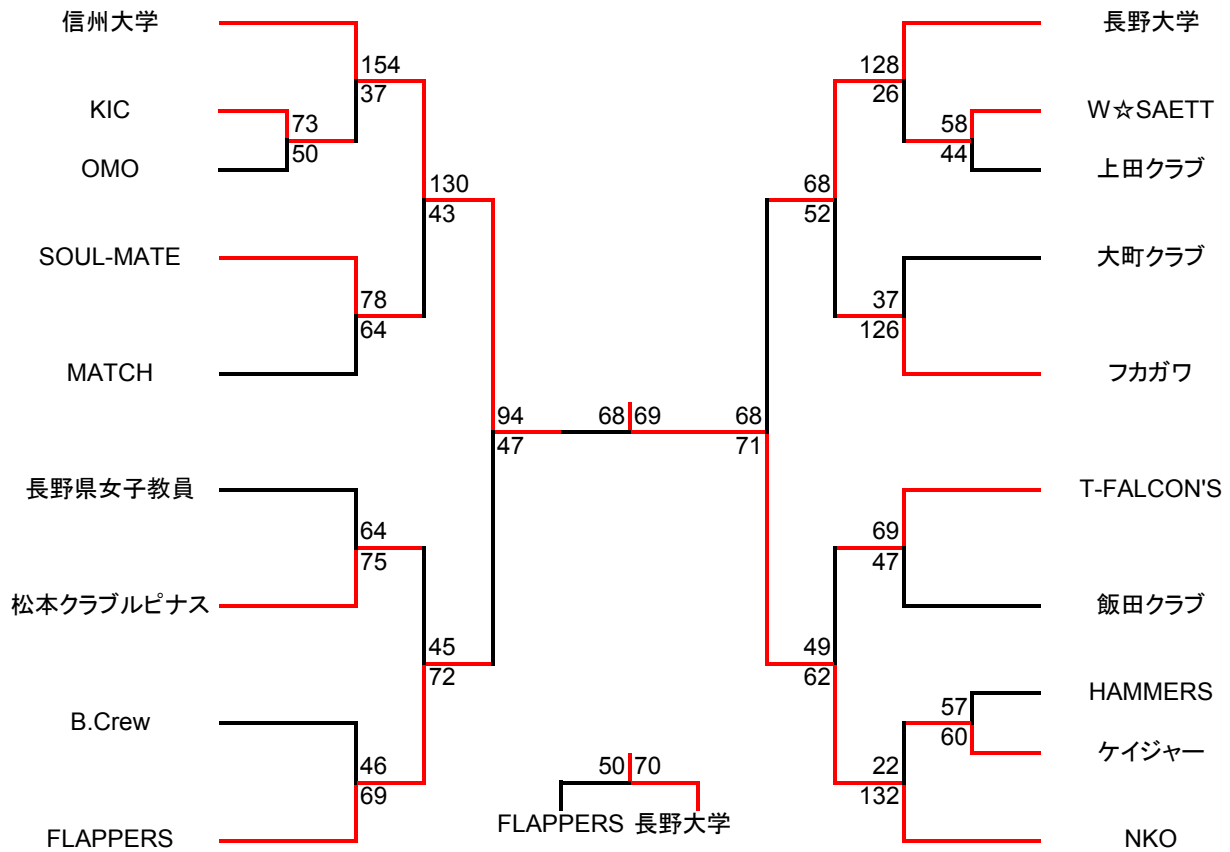 信州大学
長野大学
154
128
37
26
KIC
W☆SAETT
73
58
50
44
OMO
上田クラブ
130
68
43
52
SOUL-MATE
大町クラブ
78
37
64
126
MATCH
フカガワ
94
68 69
68
47
71
長野県女子教員
T-FALCON'S
64
69
75
47
松本クラブルピナス
飯田クラブ
45
49
72
62
HAMMERS
57
B.Crew
60
ケイジャー
46
50 70
22
69
132
FLAPPERS 長野大学
FLAPPERS
NKO